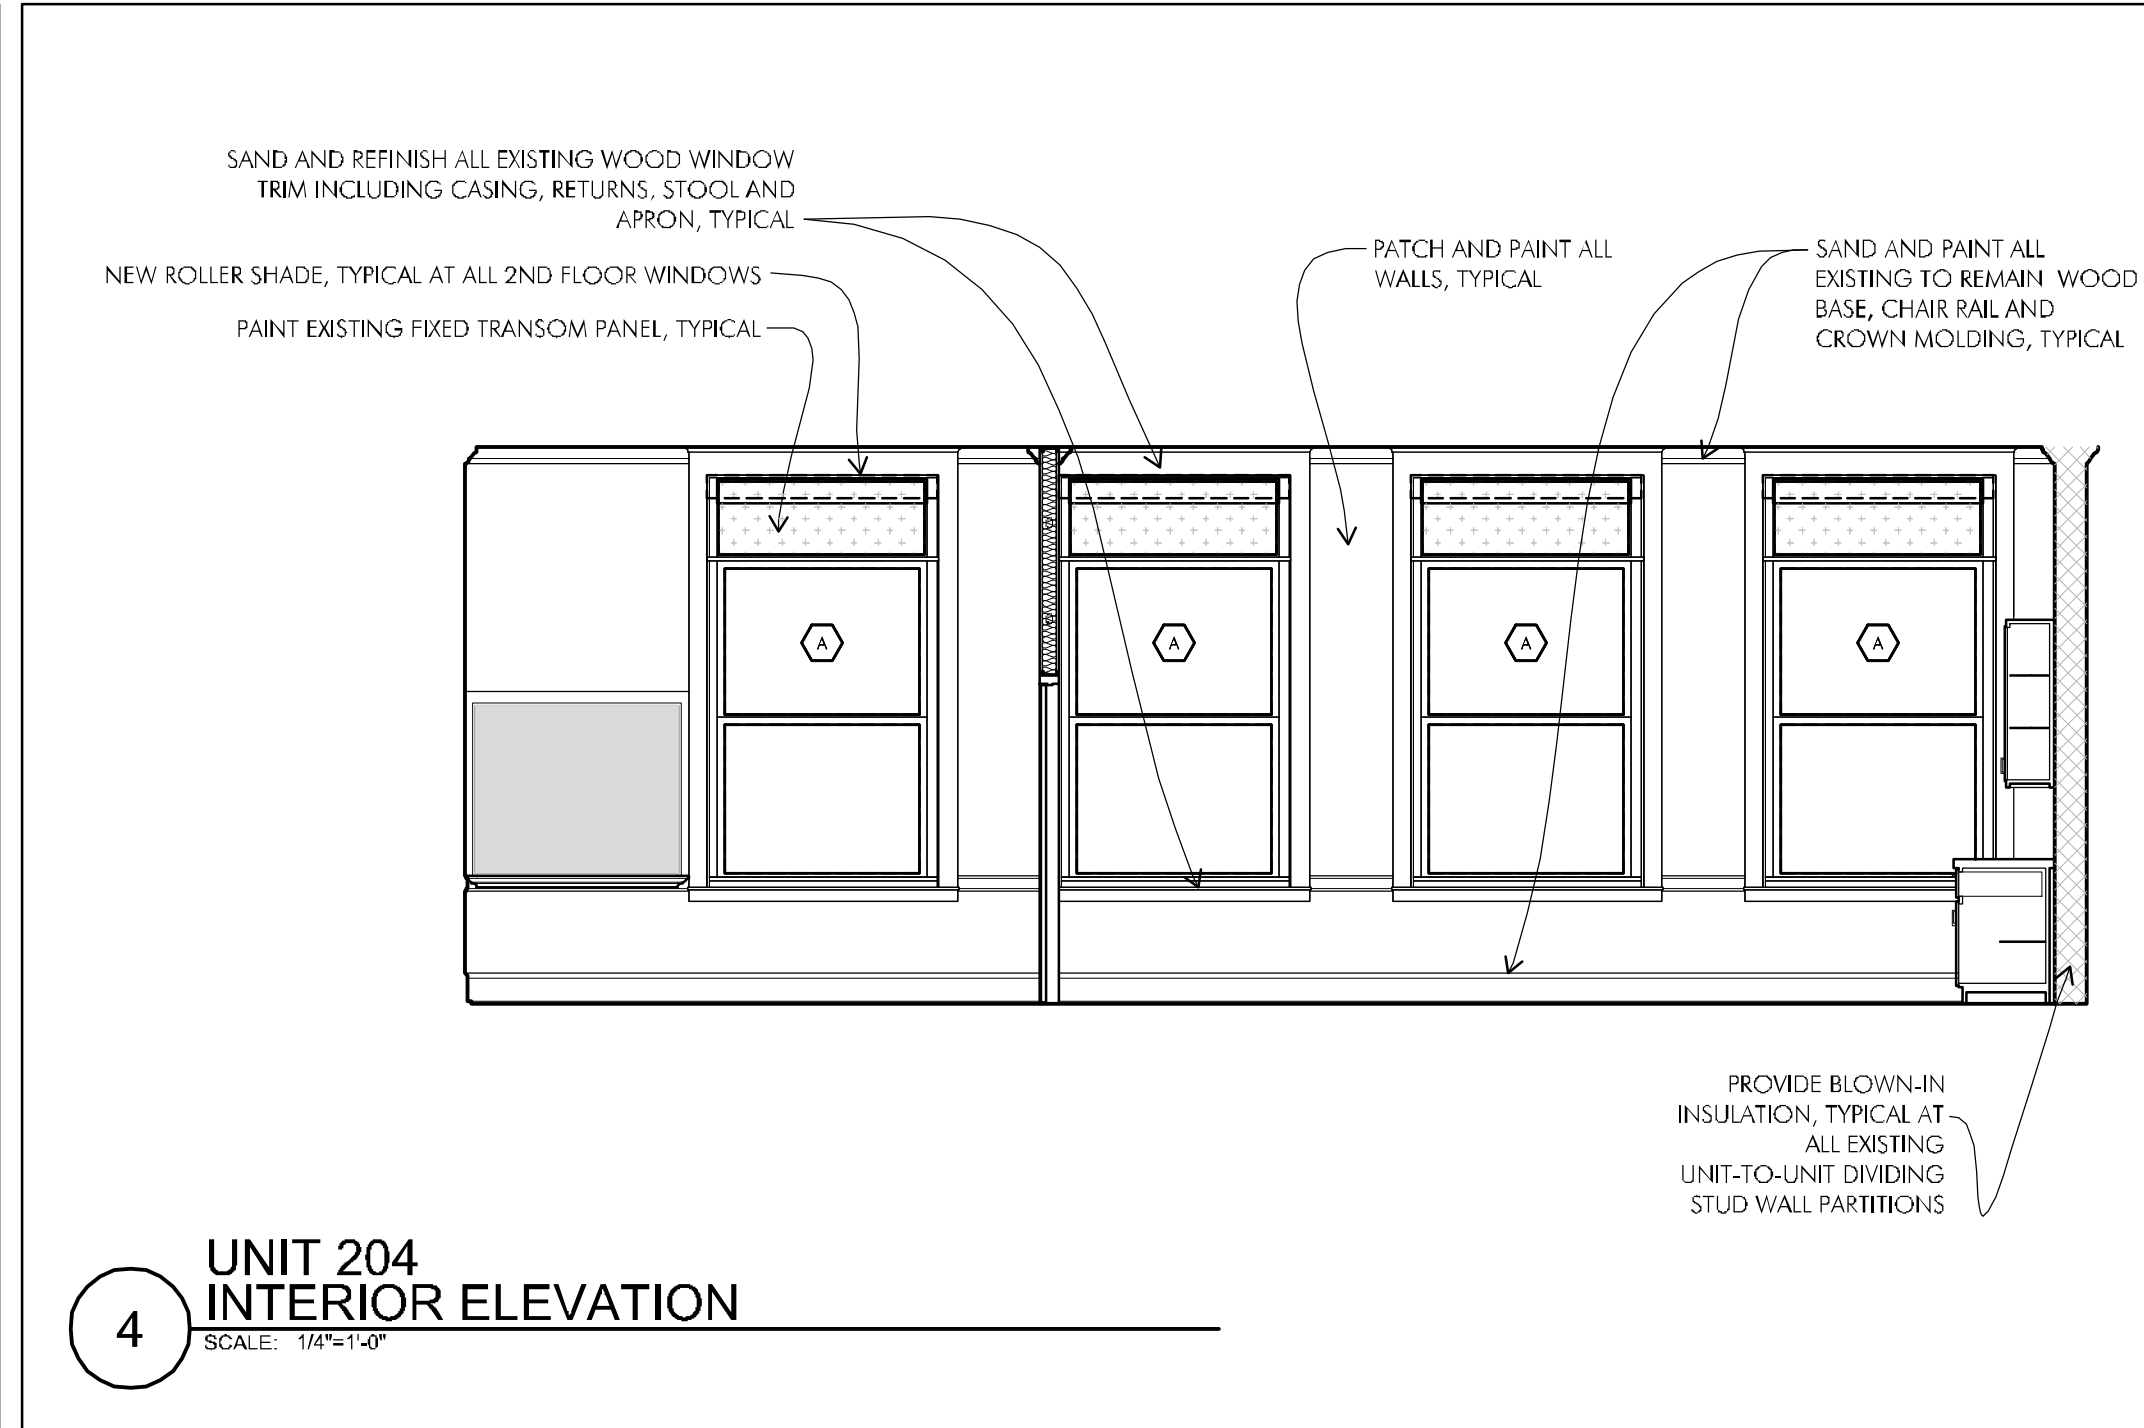 SAND AND REFINISH ALL EXISTING WOOD WINDOW
TRIM INCLUDING CASING, RETURNS, STOOL AND
APRON, TYPICAL
NEW ROLLER SHADE, TYPICAL AT ALL 2ND FLOOR WINDOWS
PAINT EXISTING FIXED TRANSOM PANEL, TYPICAL
PATCH AND PAINT ALL
WALLS, TYPICAL
SAND AND PAINT ALL
EXISTING TO REMAIN WOOD
BASE, CHAIR RAIL AND
CROWN MOLDING, TYPICAL
A
A
A
A
PROVIDE BLOWN-IN
INSULATION, TYPICAL AT
ALL EXISTING
UNIT-TO-UNIT DIVIDING
STUD WALL PARTITIONS
4
UNIT 204
INTERIOR ELEVATION
SCALE: 1/4"=1'-0"